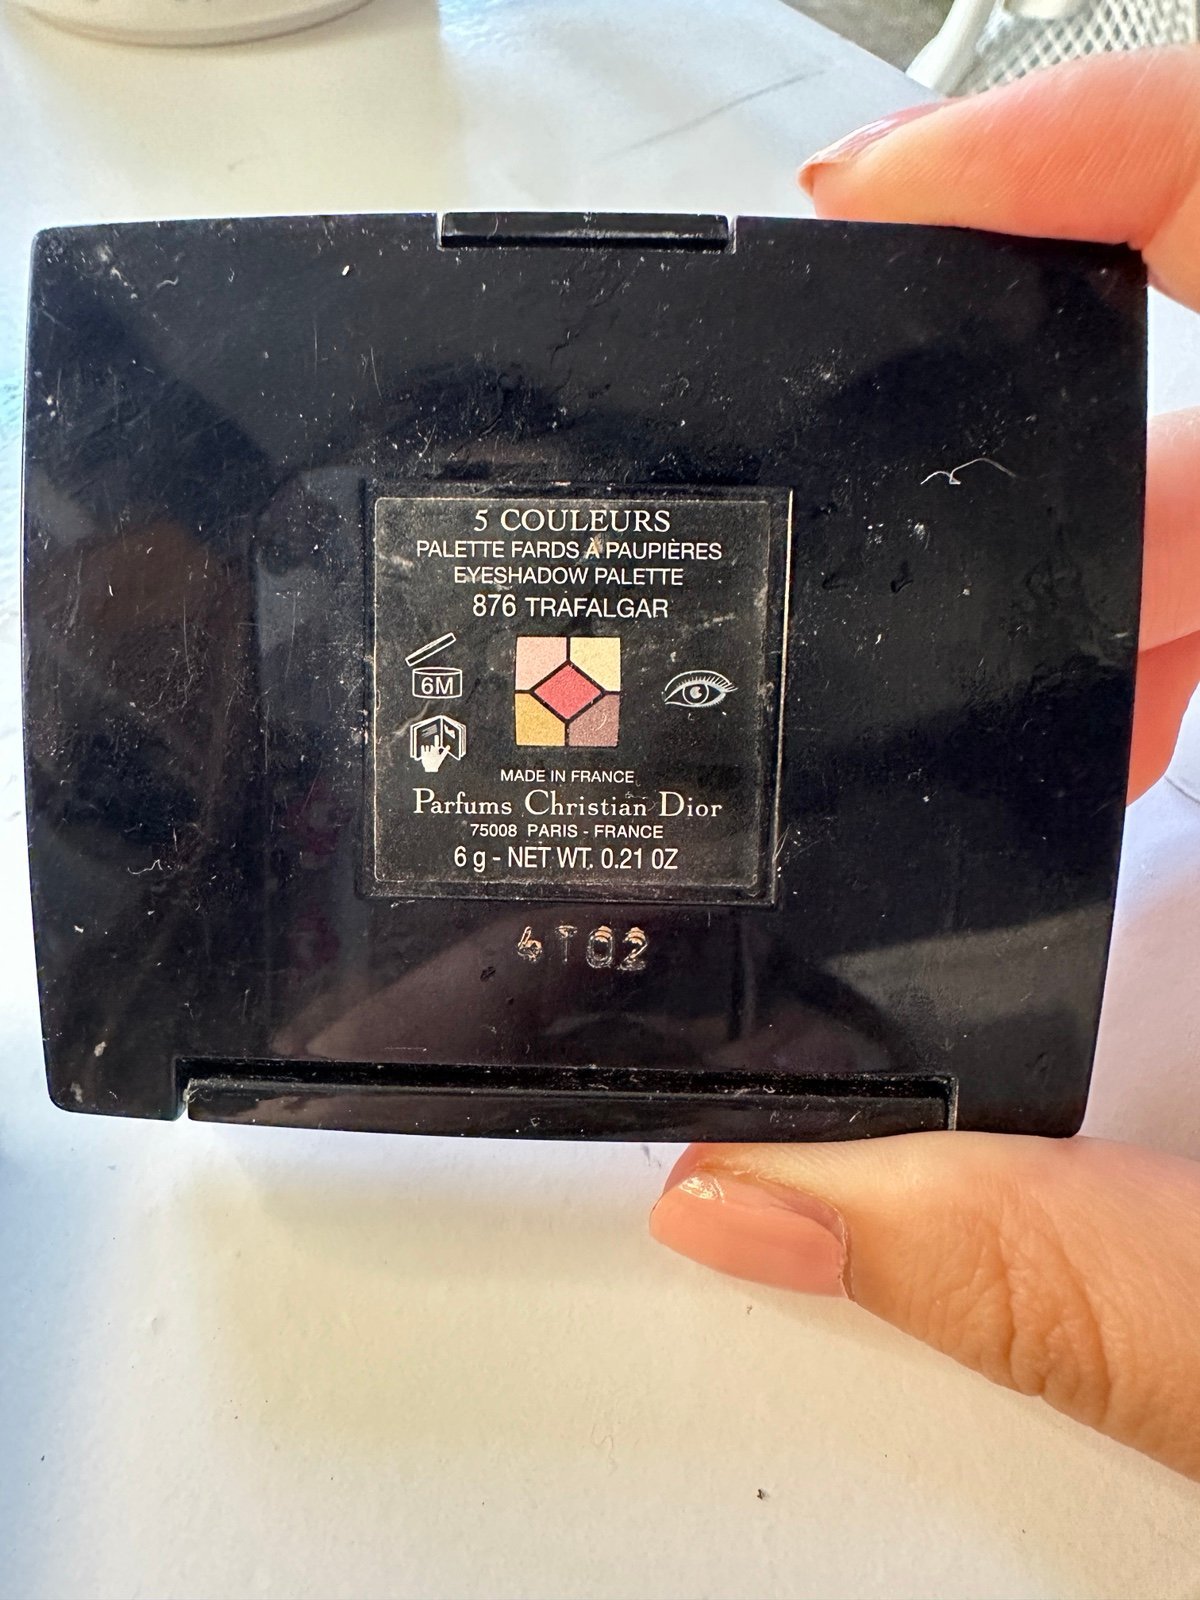 5 COULEURS
PALETTE FARDS À PAUPIÈRES
EYESHADOW PALETTE
876 TRAFALGAR
6M
MADE IN FRANCE
Parfums Christian Dior
75008 PARIS - FRANCE
6 g - NET WT. 0.21 OZ
4T02